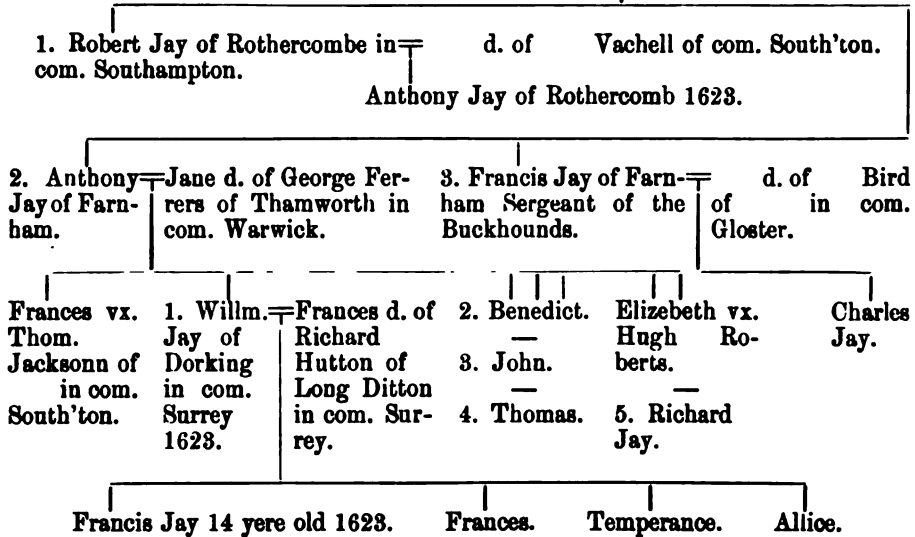 1. Robert Jay of Rothercombe in= d. of Vachell of com. South'ton.
com. Southampton.
Anthony Jay of Rothercomb 1623.
2. Anthony=Jane d. of George Fer-
Jay of Farn- rers of Thamworth in
ham. com. Warwick.
3. Francis Jay of Farn-= d. of Bird
ham Sergeant of the of in com.
Buckhounds. Gloster.
Frances vx.
Thom.
Jacksonn of
in com.
South'ton.
1. Willm.=Frances d. of
Jay of Richard
Dorking Hutton of
in com. Long Ditton
Surrey in com. Sur-
1623. rey.
2. Benedict.
—
3. John.
—
4. Thomas.
Elizebeth vx.
Hugh Ro-
berts.
—
5. Richard
Jay.
Charles
Jay.
Francis Jay 14 yere old 1623. Frances. Temperance. Allice.